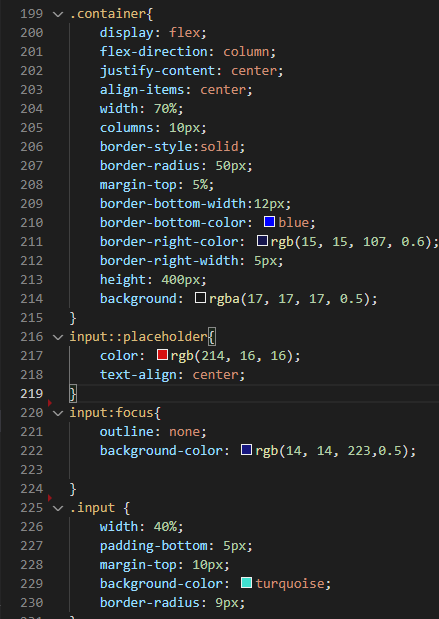 199 .container{
200 display: flex;
201 flex-direction: column;
202 justify-content: center;
203 align-items: center;
204 width: 70%;
205 columns: 10px;
206 border-style:solid;
207 border-radius: 50px;
208 margin-top: 5%;
209 border-bottom-width:12px;
210 border-bottom-color: blue;
211 border-right-color: rgb(15, 15, 107, 0.6);
212 border-right-width: 5px;
213 height: 400px;
214 background: rgba(17, 17, 17, 0.5);
215 }
216 input::placeholder{
217 color: rgb(214, 16, 16);
218 text-align: center;
219 }
220 input:focus{
221 outline: none;
222 background-color: rgb(14, 14, 223,0.5);
223
224 }
225 .input {
226 width: 40%;
227 padding-bottom: 5px;
228 margin-top: 10px;
229 background-color: turquoise;
230 border-radius: 9px;